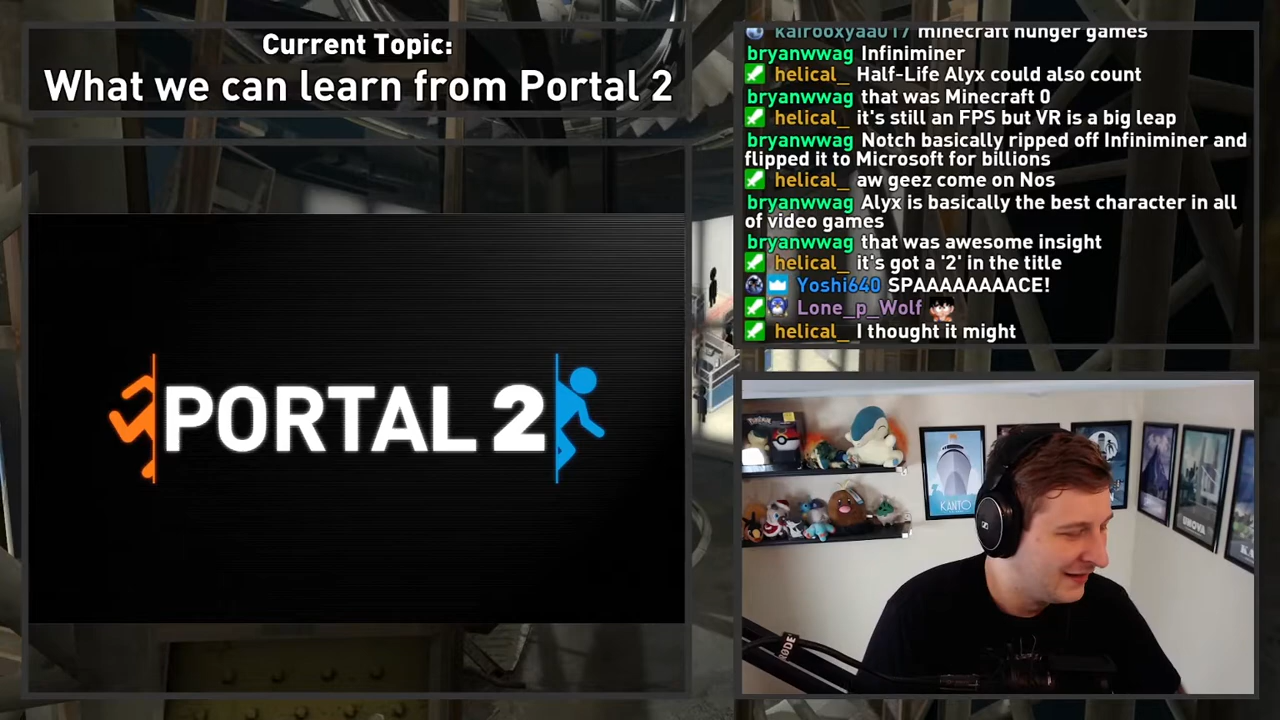 Current Topic:
What we can learn from Portal 2
PORTAL 2
kairooxyaa017 minecraft hunger games
bryanwwag Infiniminer
helical_ Half-Life Alyx could also count
bryanwwag that was Minecraft 0
helical_ it's still an FPS but VR is a big leap
bryanwwag Notch basically ripped off Infiniminer and
flipped it to Microsoft for billions
helical_ aw geez come on Nos
bryanwwag Alyx is basically the best character in all
of video games
bryanwwag that was awesome insight
helical_ it's got a '2' in the title
Yoshi640 SPAAAAAAACE!
Lone_p_Wolf
helical_ I thought it might
KANTO
UNOVA
RODE